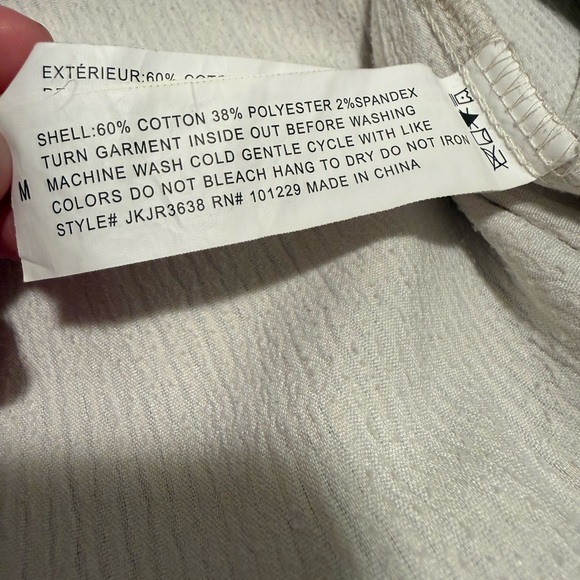 EXTÉRIEUR:60%
SHELL:60% COTTON 38% POLYESTER 2%SPANDEX
TURN GARMENT INSIDE OUT BEFORE WASHING
MACHINE WASH COLD GENTLE CYCLE WITH LIKE
COLORS DO NOT BLEACH HANG TO DRY DO NOT IRON
STYLE# JKJR3638 RN# 101229 MADE IN CHINA
M